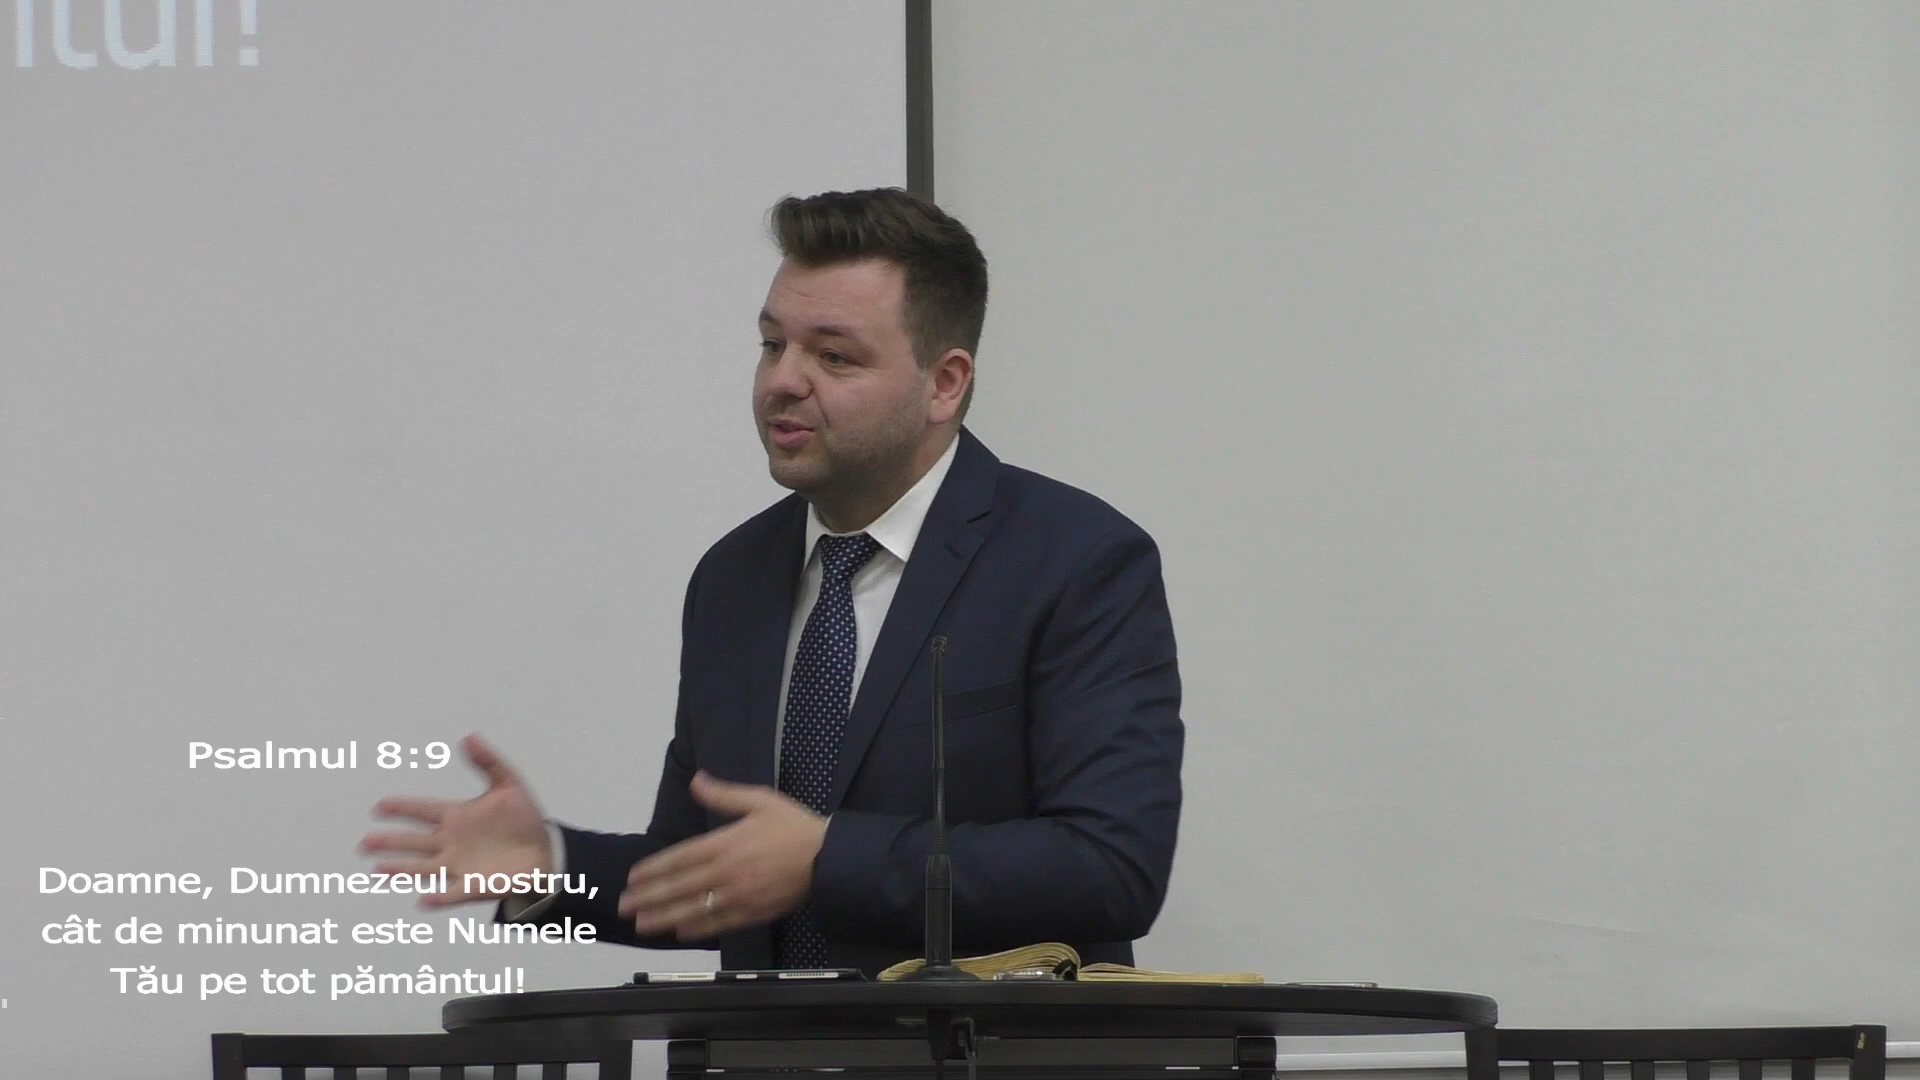 Psalmul 8:9
Doamne, Dumnezeul nostru,
cât de minunat este Numele
Tău pe tot pământul!